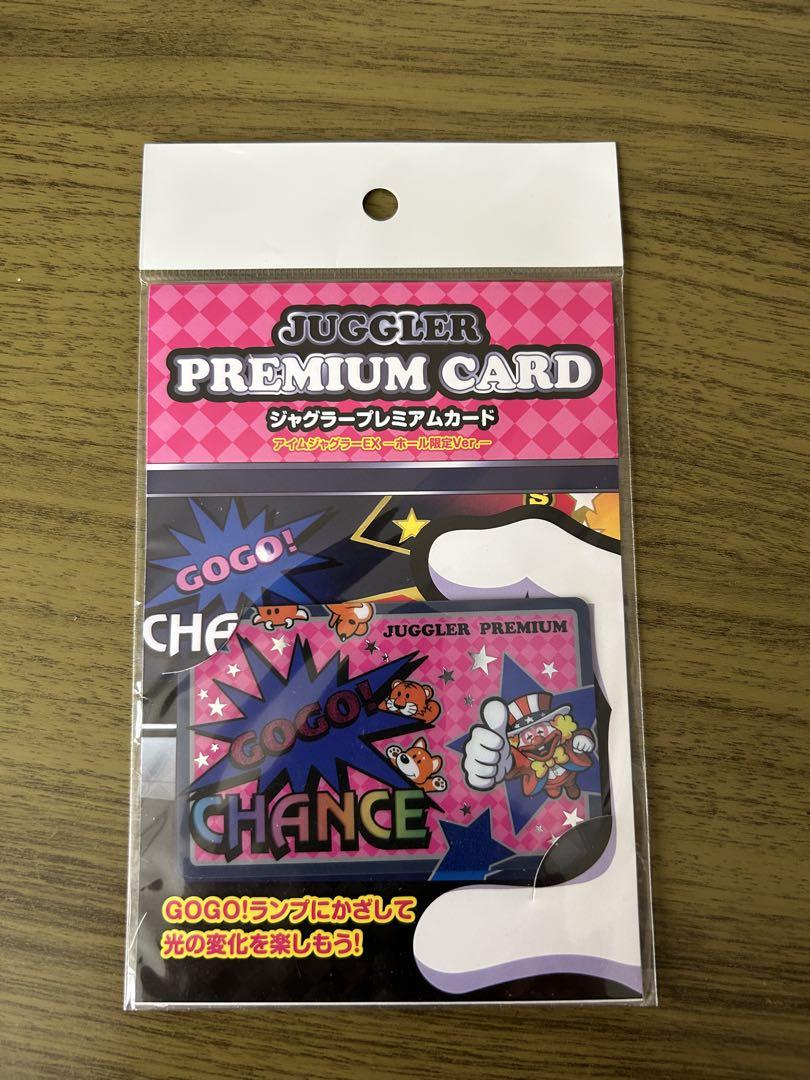 JUGGLER
PREMIUM CARD
ジャグラープレミアムカード
アイムジャグラーEX ーホール限定Ver.ー
S
GOGO!
CHA
JUGGLER PREMIUM
GOGO!
CHANCE
GOGO!ランプにかざして
光の変化を楽しもう!